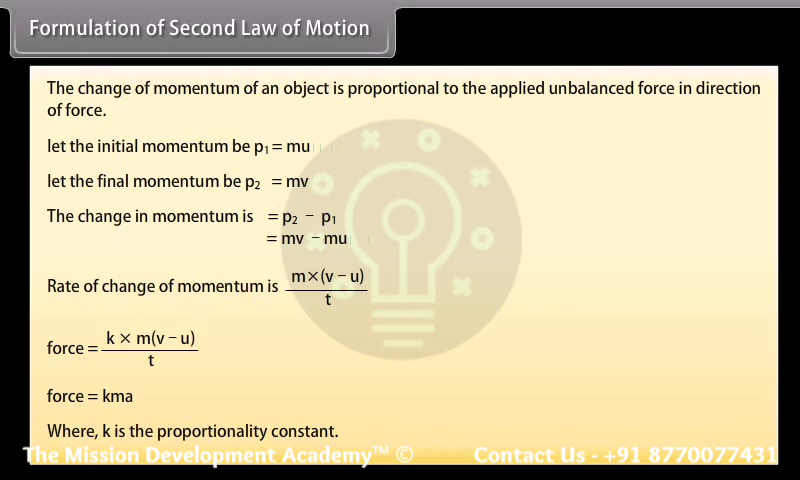 Formulation of Second Law of Motion
The change of momentum of an object is proportional to the applied unbalanced force in direction
of force.
let the initial momentum be p₁ = mu
let the final momentum be p₂ = mv
The change in momentum is = p₂ − p₁
= mv − mu
Rate of change of momentum is m×(v − u)
t
force = k × m(v − u)
t
force = kma
Where, k is the proportionality constant.
The Mission Development Academy™ © Contact Us - +91 8770077431